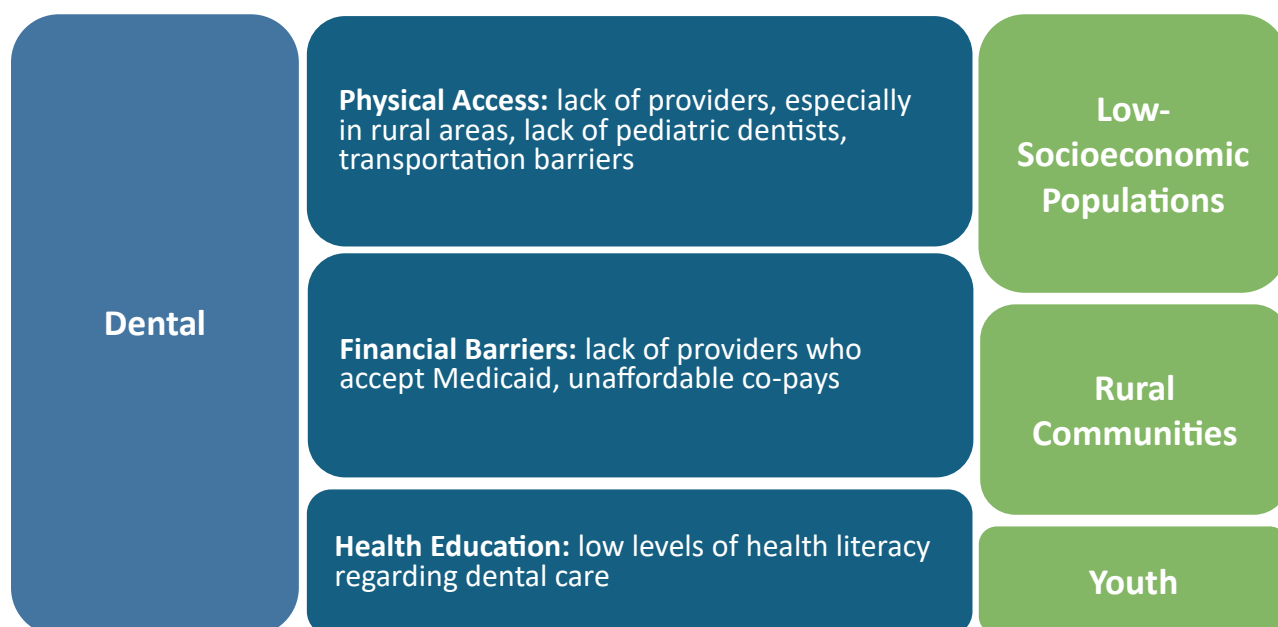 Dental
Physical Access: lack of providers, especially
in rural areas, lack of pediatric dentists,
transportation barriers
Financial Barriers: lack of providers who
accept Medicaid, unaffordable co-pays
Health Education: low levels of health literacy
regarding dental care
Low-
Socioeconomic
Populations
Rural
Communities
Youth